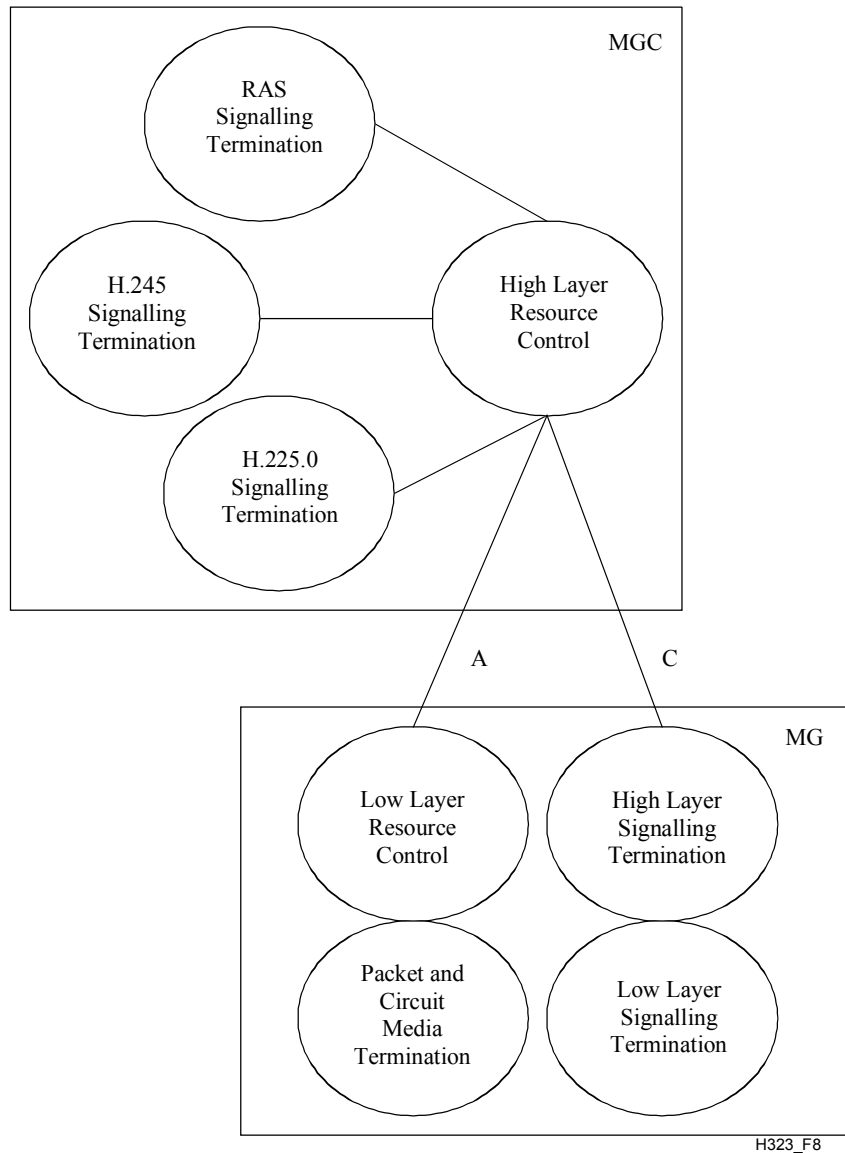 MGC
RAS
Signalling
Termination
H.245
Signalling
Termination
High Layer
Resource
Control
H.225.0
Signalling
Termination
A
C
MG
Low Layer
Resource
Control
High Layer
Signalling
Termination
Packet and
Circuit
Media
Termination
Low Layer
Signalling
Termination
H323_F8